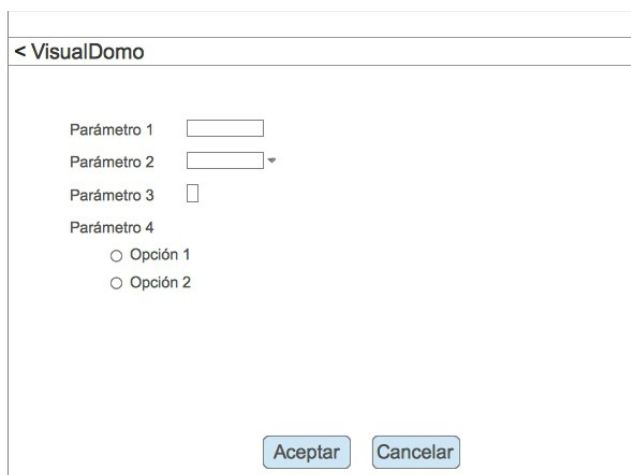 < VisualDomo
Parámetro 1
Parámetro 2
Parámetro 3
Parámetro 4
Opción 1
Opción 2
Aceptar Cancelar